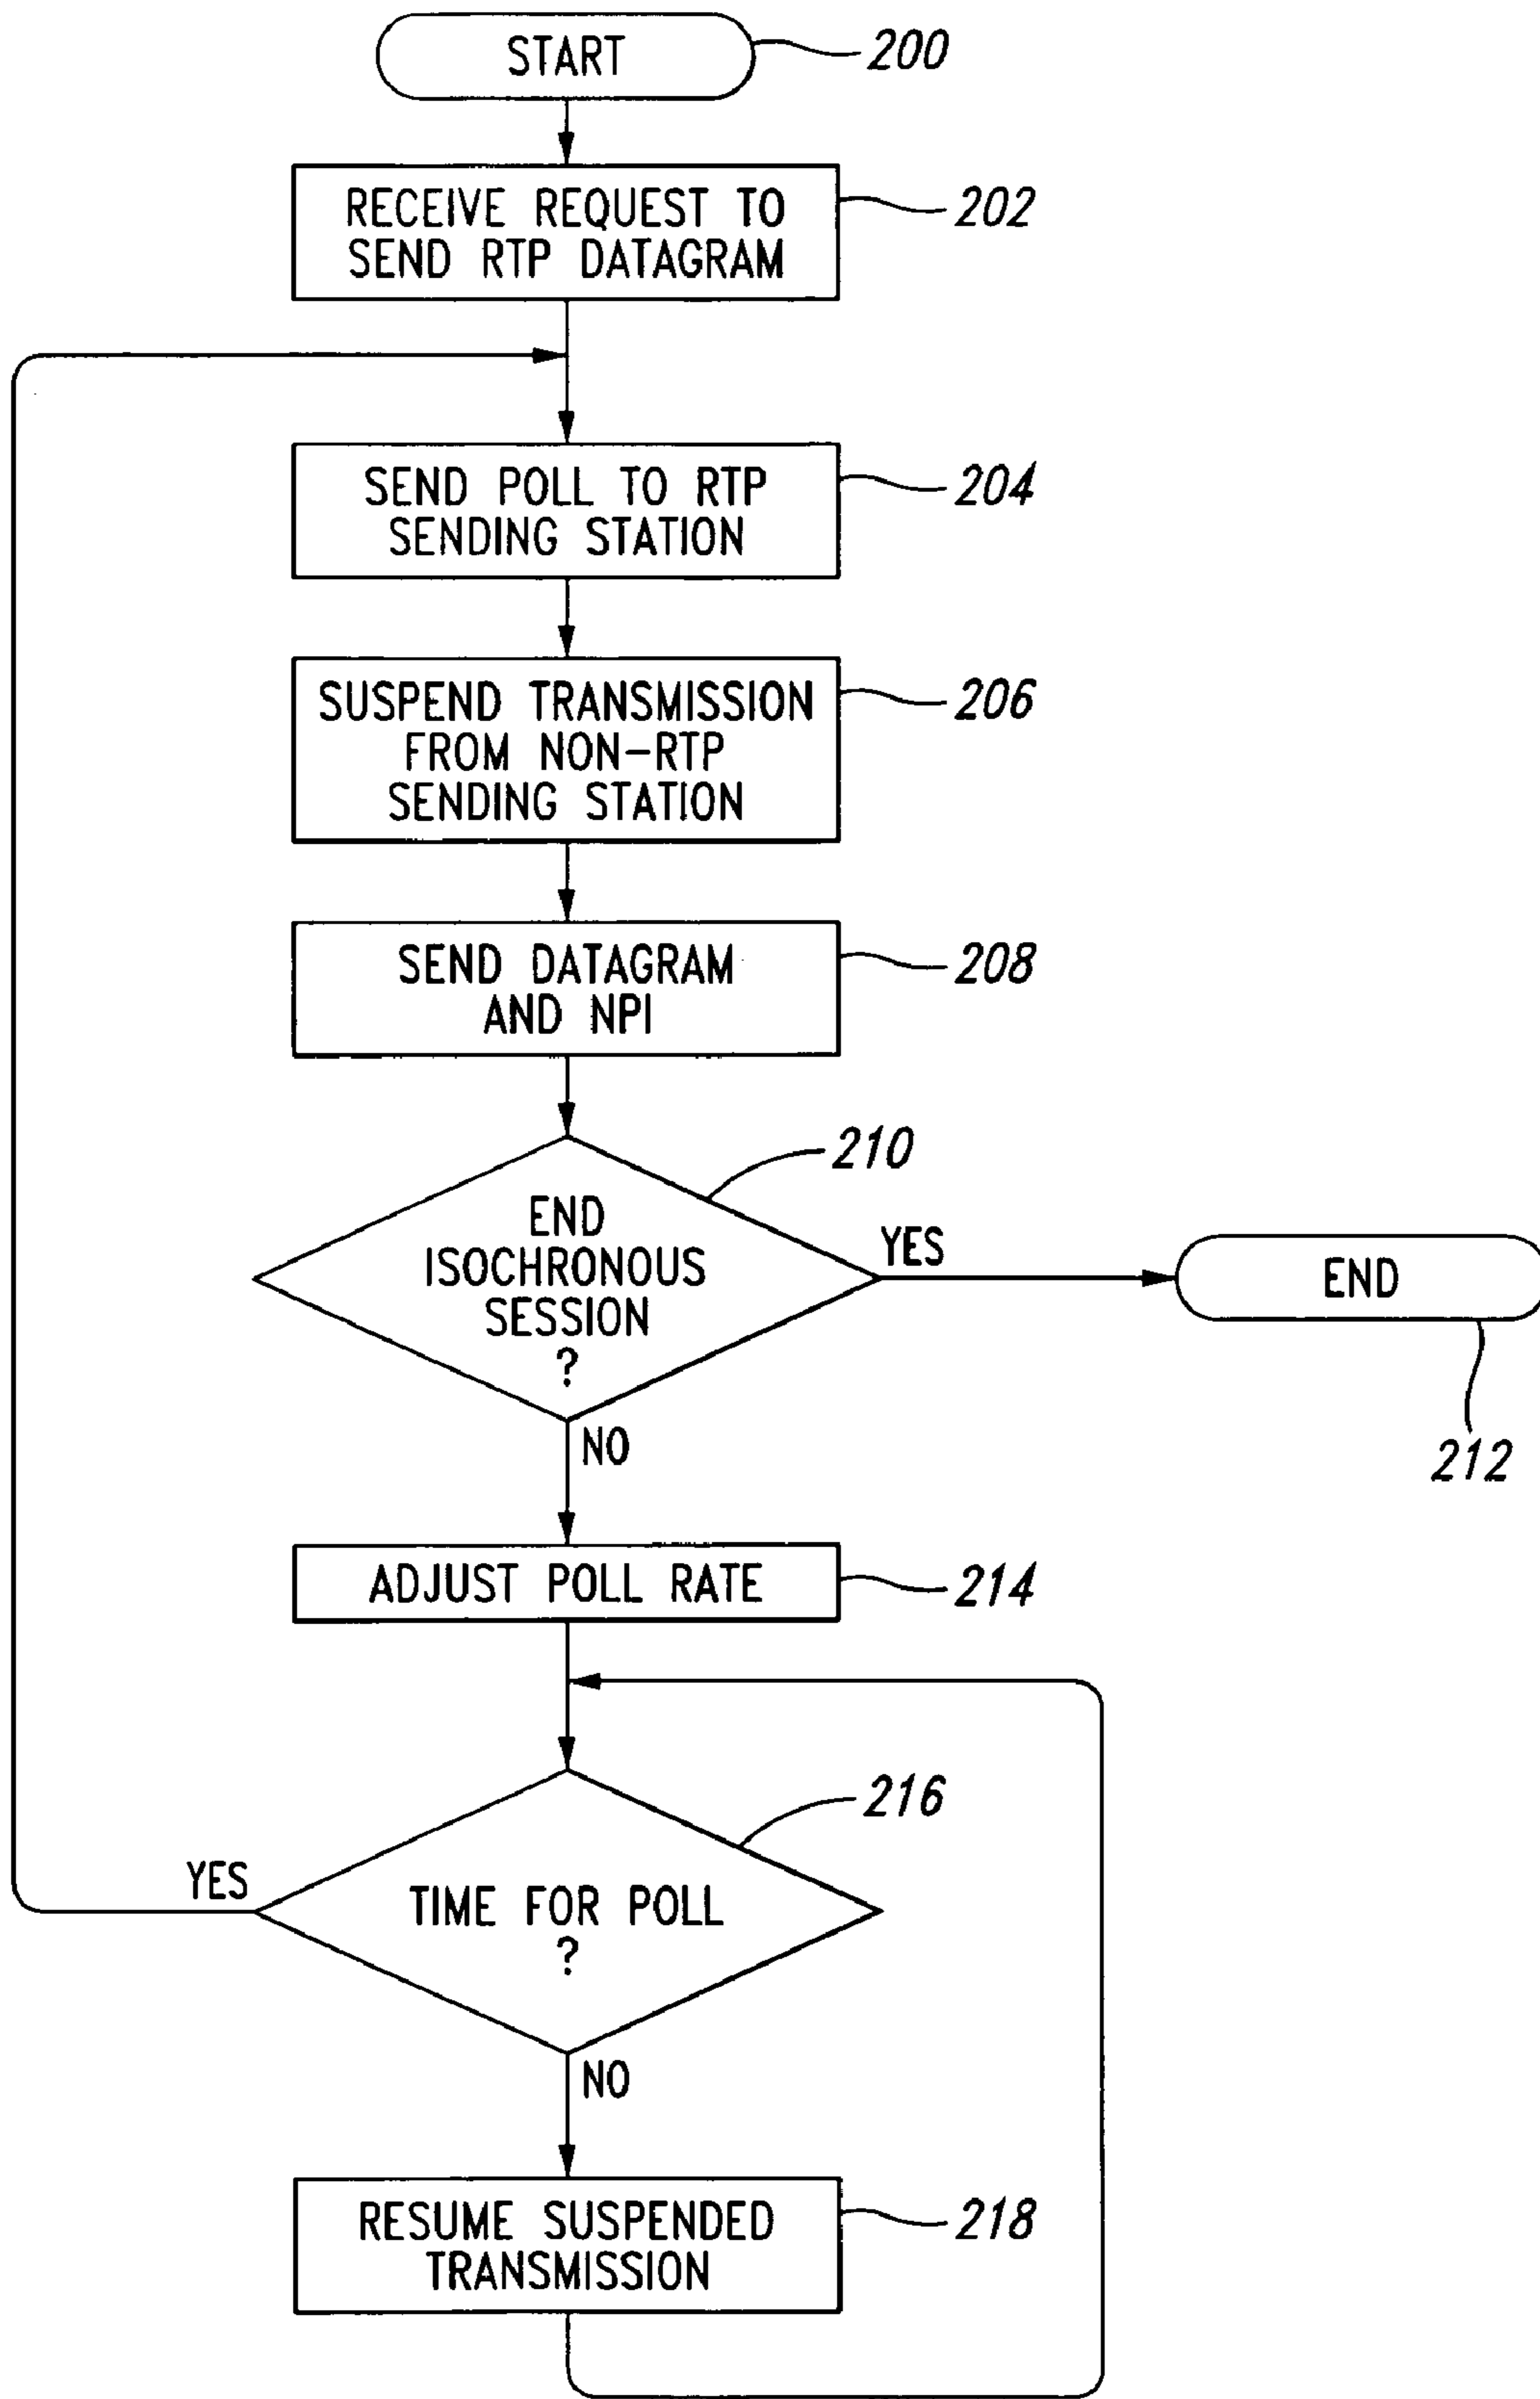 START
200
RECEIVE REQUEST TO
SEND RTP DATAGRAM
202
SEND POLL TO RTP
SENDING STATION
204
SUSPEND TRANSMISSION
FROM NON-RTP
SENDING STATION
206
SEND DATAGRAM
AND NPI
208
END
ISOCHRONOUS
SESSION
?
210
YES
END
212
NO
ADJUST POLL RATE
214
TIME FOR POLL
?
216
YES
NO
RESUME SUSPENDED
TRANSMISSION
218